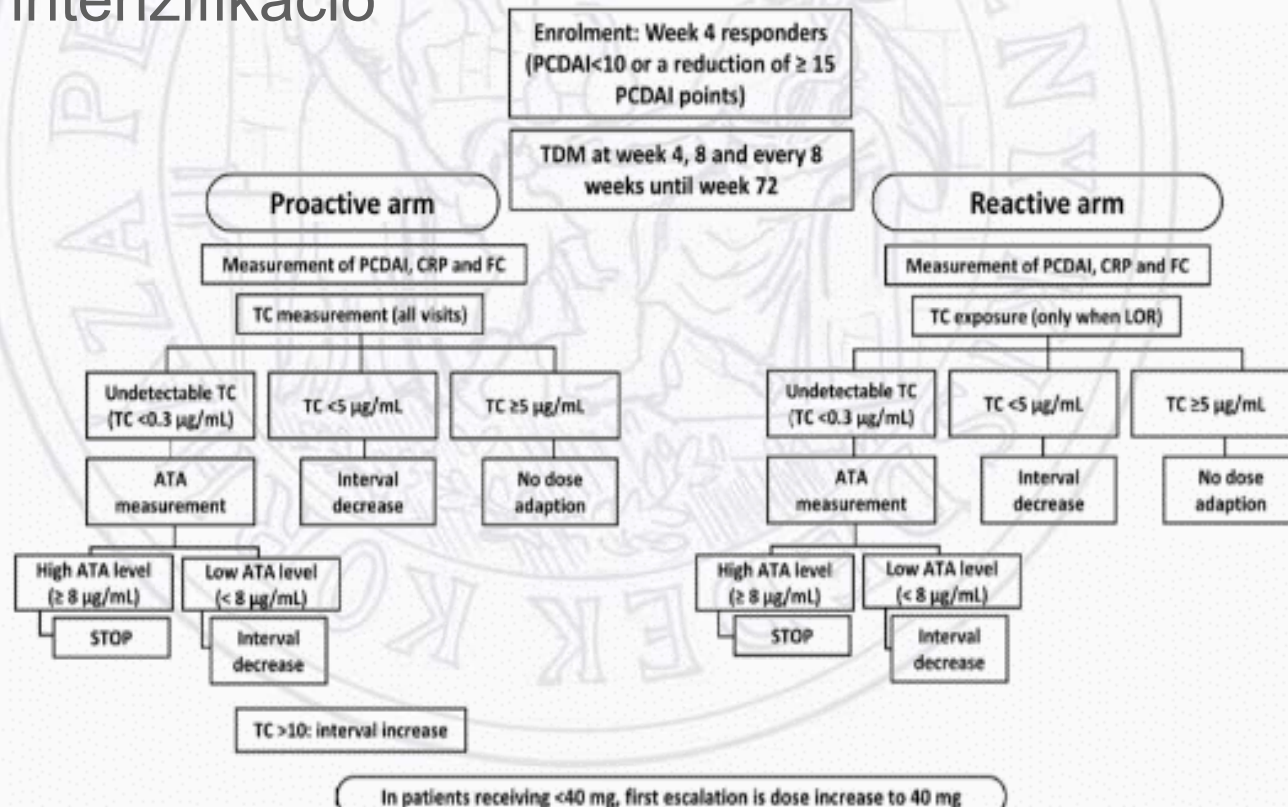 intenzifikáció
Enrolment: Week 4 responders
(PCDAI<10 or a reduction of ≥ 15
PCDAI points)
TDM at week 4, 8 and every 8
weeks until week 72
Proactive arm
Measurement of PCDAI, CRP and FC
TC measurement (all visits)
Undetectable TC
(TC <0.3 µg/mL)
TC <5 µg/mL
TC ≥5 µg/mL
ATA
measurement
Interval
decrease
No dose
adaption
High ATA level
(≥ 8 µg/mL)
Low ATA level
(< 8 µg/mL)
STOP
Interval
decrease
TC >10: interval increase
Reactive arm
Measurement of PCDAI, CRP and FC
TC exposure (only when LOR)
Undetectable TC
(TC <0.3 µg/mL)
TC <5 µg/mL
TC ≥5 µg/mL
ATA
measurement
Interval
decrease
No dose
adaption
High ATA level
(≥ 8 µg/mL)
Low ATA level
(< 8 µg/mL)
STOP
Interval
decrease
In patients receiving <40 mg, first escalation is dose increase to 40 mg